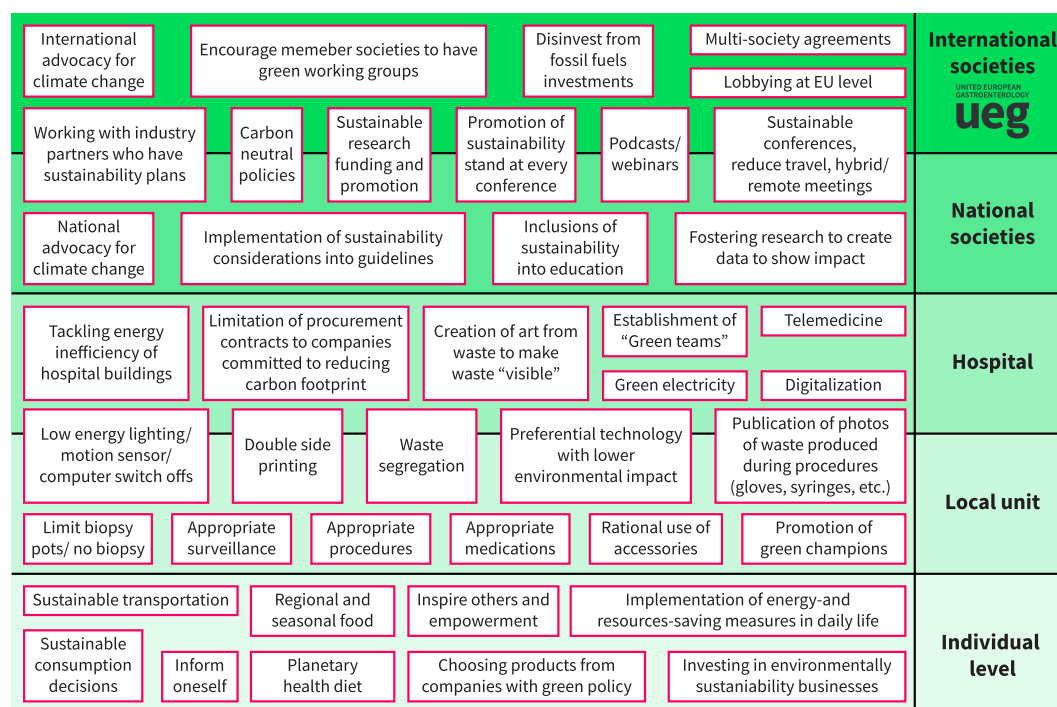 International
advocacy for
climate change
Encourage memeber societies to have
green working groups
Disinvest from
fossil fuels
investments
Multi-society agreements
Lobbying at EU level
International
societies
UNITED EUROPEAN
GASTROENTEROLOGY
ueg
Working with industry
partners who have
sustainability plans
Carbon
neutral
policies
Sustainable
research
funding and
promotion
Promotion of
sustainability
stand at every
conference
Podcasts/
webinars
Sustainable
conferences,
reduce travel, hybrid/
remote meetings
National
advocacy for
climate change
Implementation of sustainability
considerations into guidelines
Inclusions of
sustainability
into education
Fostering research to create
data to show impact
National
societies
Tackling energy
inefficiency of
hospital buildings
Limitation of procurement
contracts to companies
committed to reducing
carbon footprint
Creation of art from
waste to make
waste “visible”
Establishment of
“Green teams”
Telemedicine
Green electricity
Digitalization
Hospital
Low energy lighting/
motion sensor/
computer switch offs
Double side
printing
Waste
segregation
Preferential technology
with lower
environmental impact
Publication of photos
of waste produced
during procedures
(gloves, syringes, etc.)
Limit biopsy
pots/ no biopsy
Appropriate
surveillance
Appropriate
procedures
Appropriate
medications
Rational use of
accessories
Promotion of
green champions
Local unit
Sustainable transportation
Regional and
seasonal food
Inspire others and
empowerment
Implementation of energy-and
resources-saving measures in daily life
Sustainable
consumption
decisions
Inform
oneself
Planetary
health diet
Choosing products from
companies with green policy
Investing in environmentally
sustaniability businesses
Individual
level